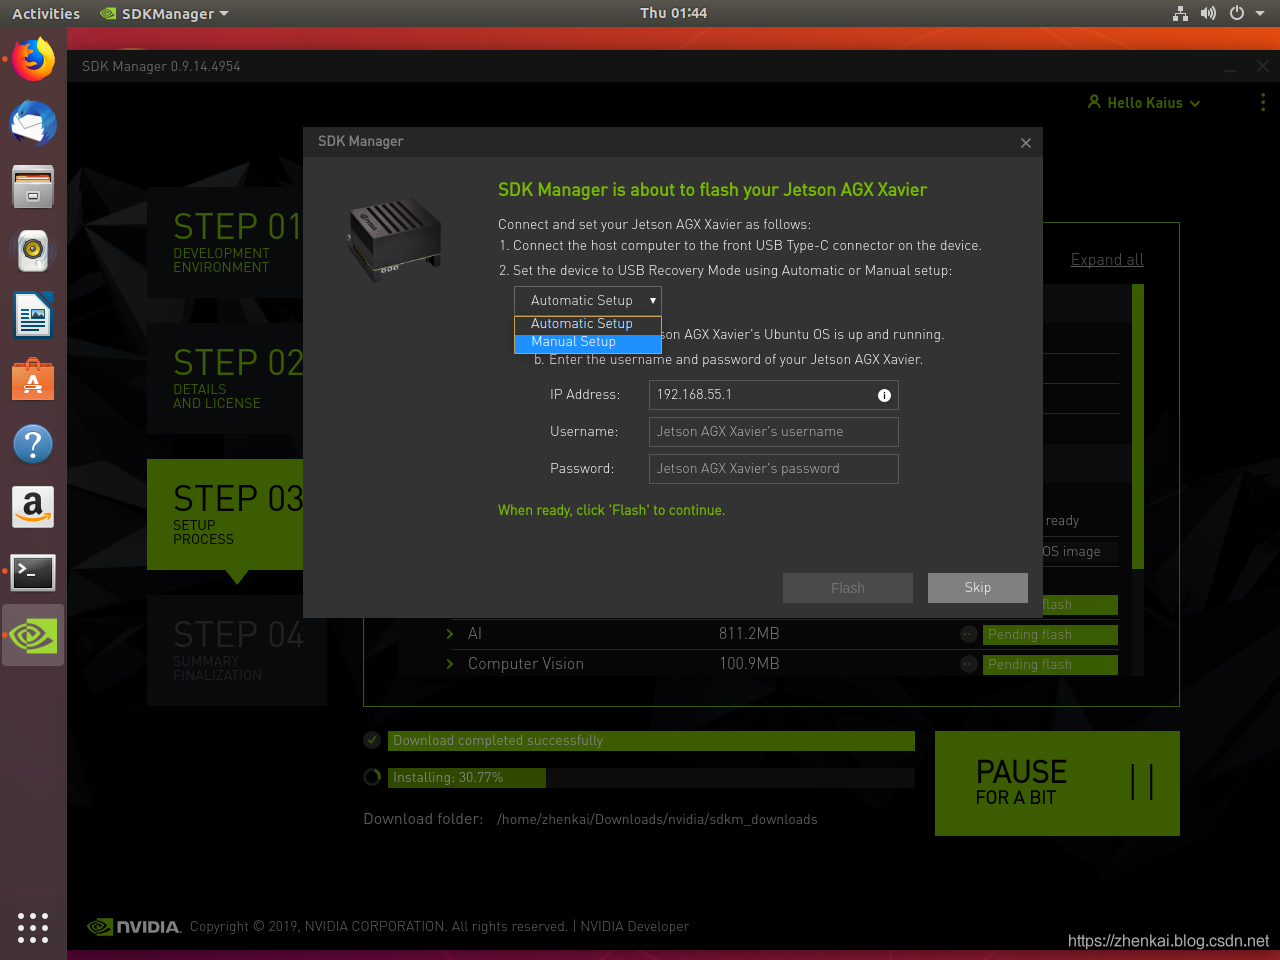 Activities
SDKManager
Thu 01:44
SDK Manager 0.9.14.4954
Hello Kaius
SDK Manager
SDK Manager is about to flash your Jetson AGX Xavier
Connect and set your Jetson AGX Xavier as follows:
1. Connect the host computer to the front USB Type-C connector on the device.
2. Set the device to USB Recovery Mode using Automatic or Manual setup:
Automatic Setup
Automatic Setup
Manual Setup
son AGX Xavier's Ubuntu OS is up and running.
b. Enter the username and password of your Jetson AGX Xavier.
IP Address:
192.168.55.1
Username:
Jetson AGX Xavier's username
Password:
Jetson AGX Xavier's password
When ready, click 'Flash' to continue.
Flash
Skip
NVIDIA
STEP 01
DEVELOPMENT
ENVIRONMENT
STEP 02
DETAILS
AND LICENSE
STEP 03
SETUP
PROCESS
STEP 04
SUMMARY
FINALIZATION
Expand all
ready
OS image
flash
AI
811.2MB
Pending flash
Computer Vision
100.9MB
Pending flash
Download completed successfully
Installing: 30.77%
PAUSE
FOR A BIT
Download folder:
/home/zhenkai/Downloads/nvidia/sdkm_downloads
NVIDIA.
Copyright © 2019, NVIDIA CORPORATION. All rights reserved. | NVIDIA Developer
https://zhenkai.blog.csdn.net